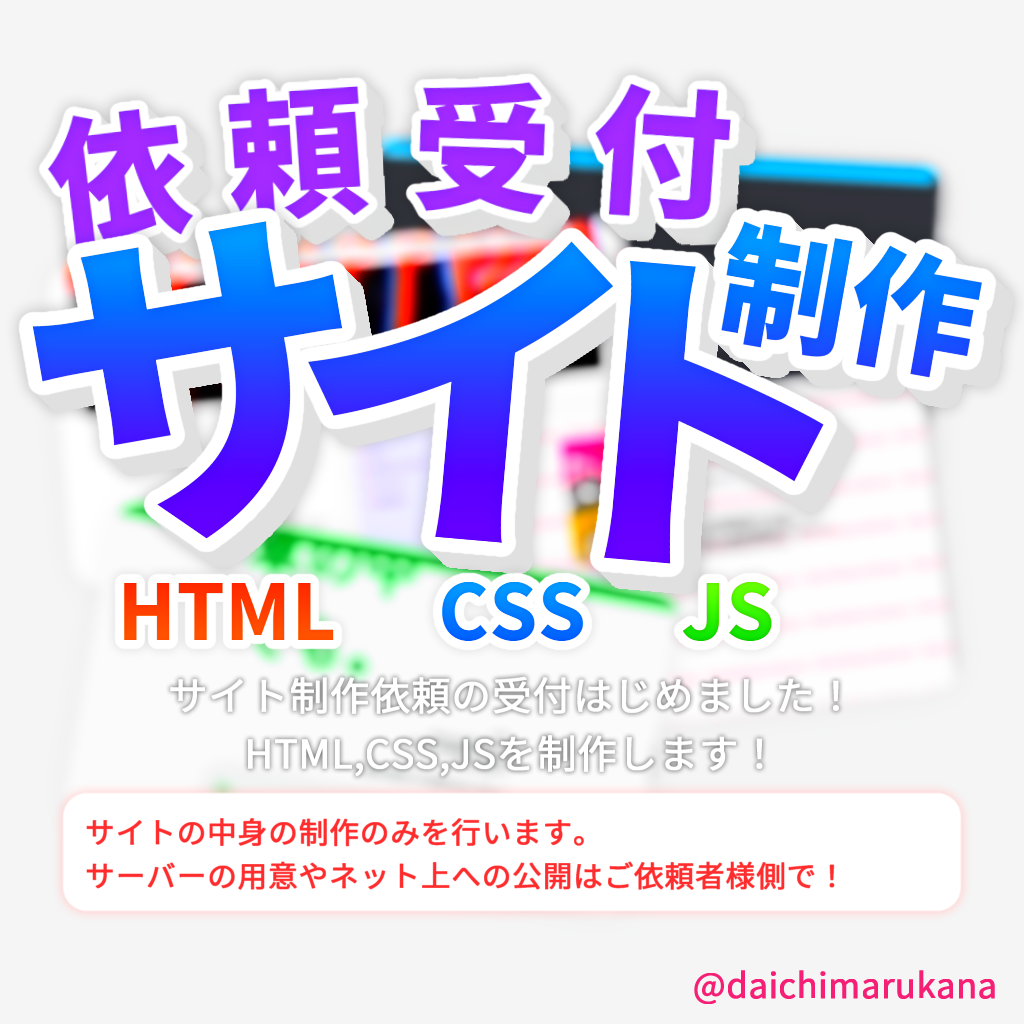 依頼受付
サイト制作
HTML CSS JS
サイト制作依頼の受付はじめました！
HTML,CSS,JSを制作します！
サイトの中身の制作のみを行います。
サーバーの用意やネット上への公開はご依頼者様側で！
@daichimarukana